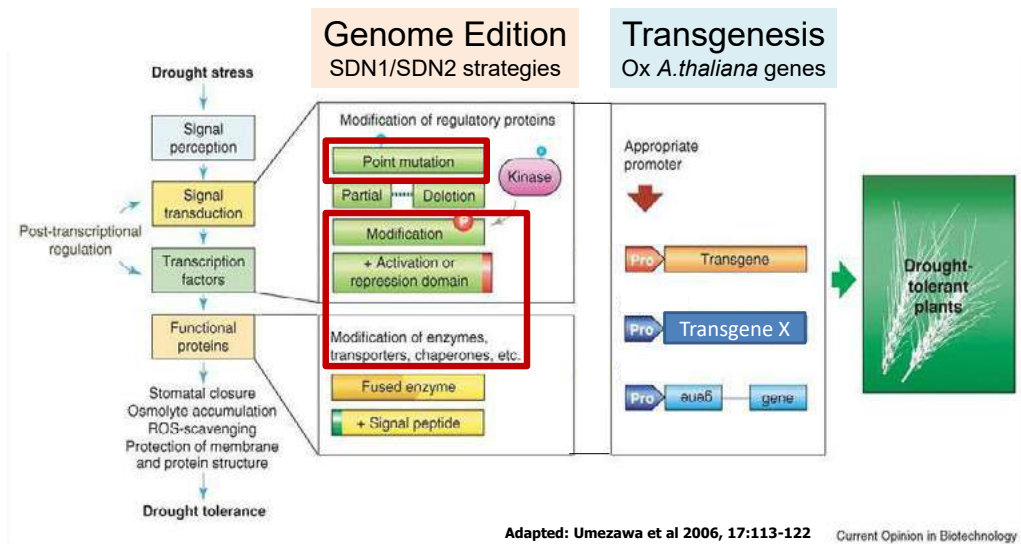 Genome Edition
SDN1/SDN2 strategies
Transgenesis
Ox A.thaliana genes
Drought stress
Signal
perception
Signal
transduction
Post-transcriptional
regulation
Transcription
factors
Functional
proteins
Stomatal closure
Osmolyte accumulation
ROS-scavenging
Protection of membrane
and protein structure
Drought tolerance
Modification of regulatory proteins
P
Point mutation
P
Kinase
Partial
Deletion
P
Modification
+ Activation or
repression domain
Modification of enzymes,
transporters, chaperones, etc.
Fused enzyme
+ Signal peptide
Appropriate
promoter
Pro Transgene
Pro Transgene X
Pro gene gene
Drought-
tolerant
plants
Adapted: Umezawa et al 2006, 17:113-122
Current Opinion in Biotechnology